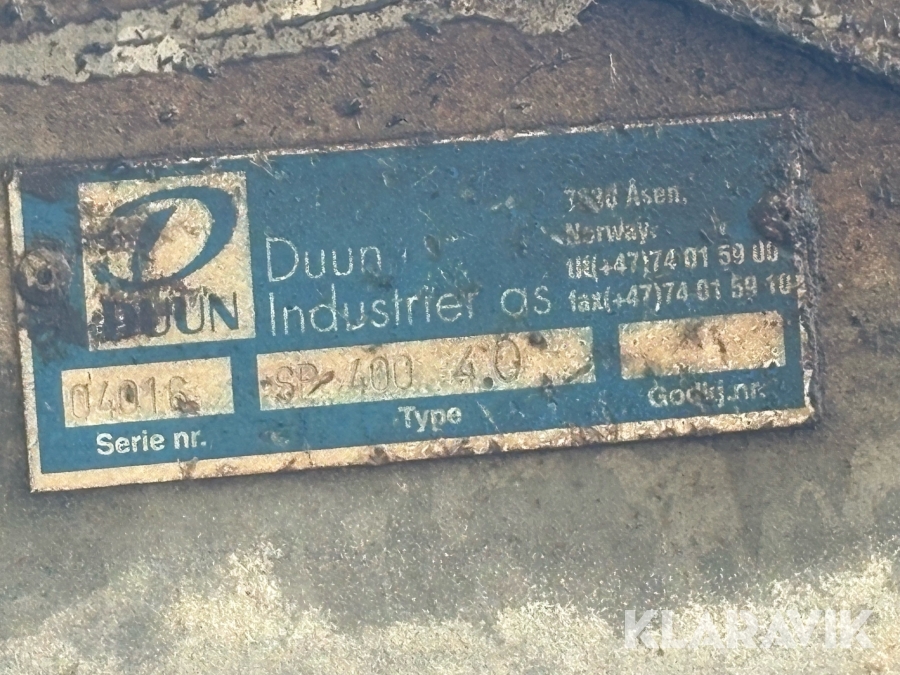 DUUN
Duun
Industrier as
Åsen,
Norway.
tlf(+47)74 01 59 00
fax(+47)74 01 59 10
04016
SP 400 4.0
Serie nr.
Type
Godkj.nr.
KLARAVIK